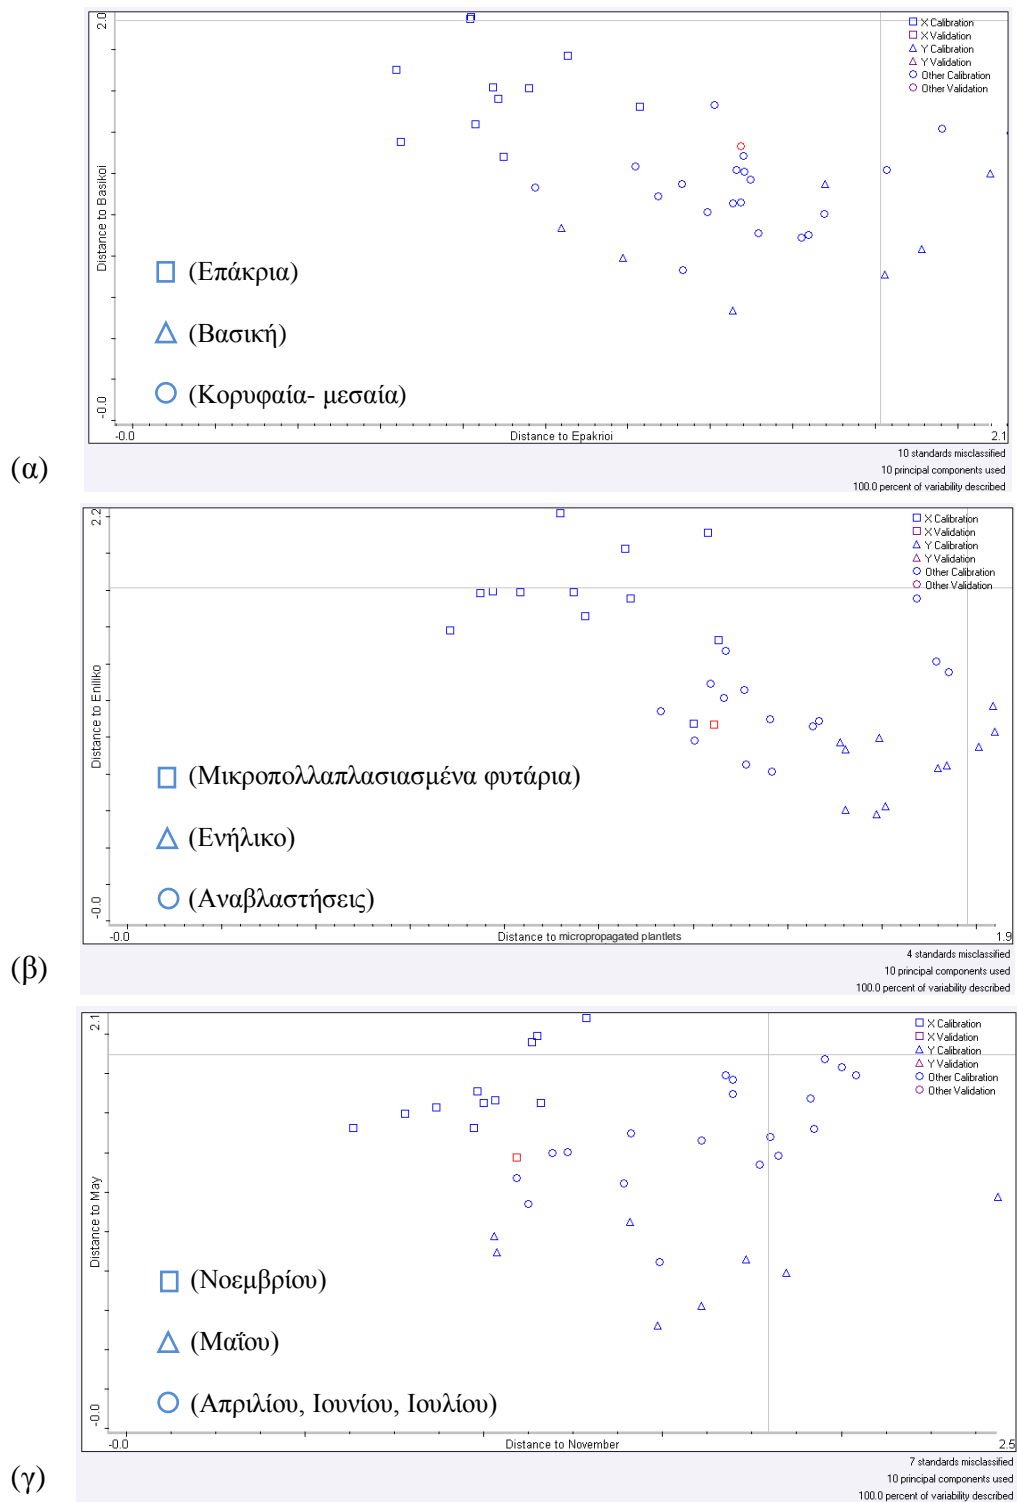 2.0
X Calibration
X Validation
Y Calibration
Y Validation
Other Calibration
Other Validation
Distance to Basikoi
(Επάκρια)
(Βασική)
(Κορυφαία- μεσαία)
-0.0
-0.0
Distance to Epakrioi
2.1
(α)
10 standards misclassified
10 principal components used
100.0 percent of variability described
2.2
X Calibration
X Validation
Y Calibration
Y Validation
Other Calibration
Other Validation
Distance to Eniliko
(Μικροπολλαπλασιασμένα φυτάρια)
(Ενήλικο)
(Αναβλαστήσεις)
-0.0
-0.0
Distance to micropropagated plantlets
1.9
(β)
4 standards misclassified
10 principal components used
100.0 percent of variability described
2.1
X Calibration
X Validation
Y Calibration
Y Validation
Other Calibration
Other Validation
Distance to May
(Νοεμβρίου)
(Μαΐου)
(Απριλίου, Ιουνίου, Ιουλίου)
-0.0
-0.0
Distance to November
2.5
(γ)
7 standards misclassified
10 principal components used
100.0 percent of variability described